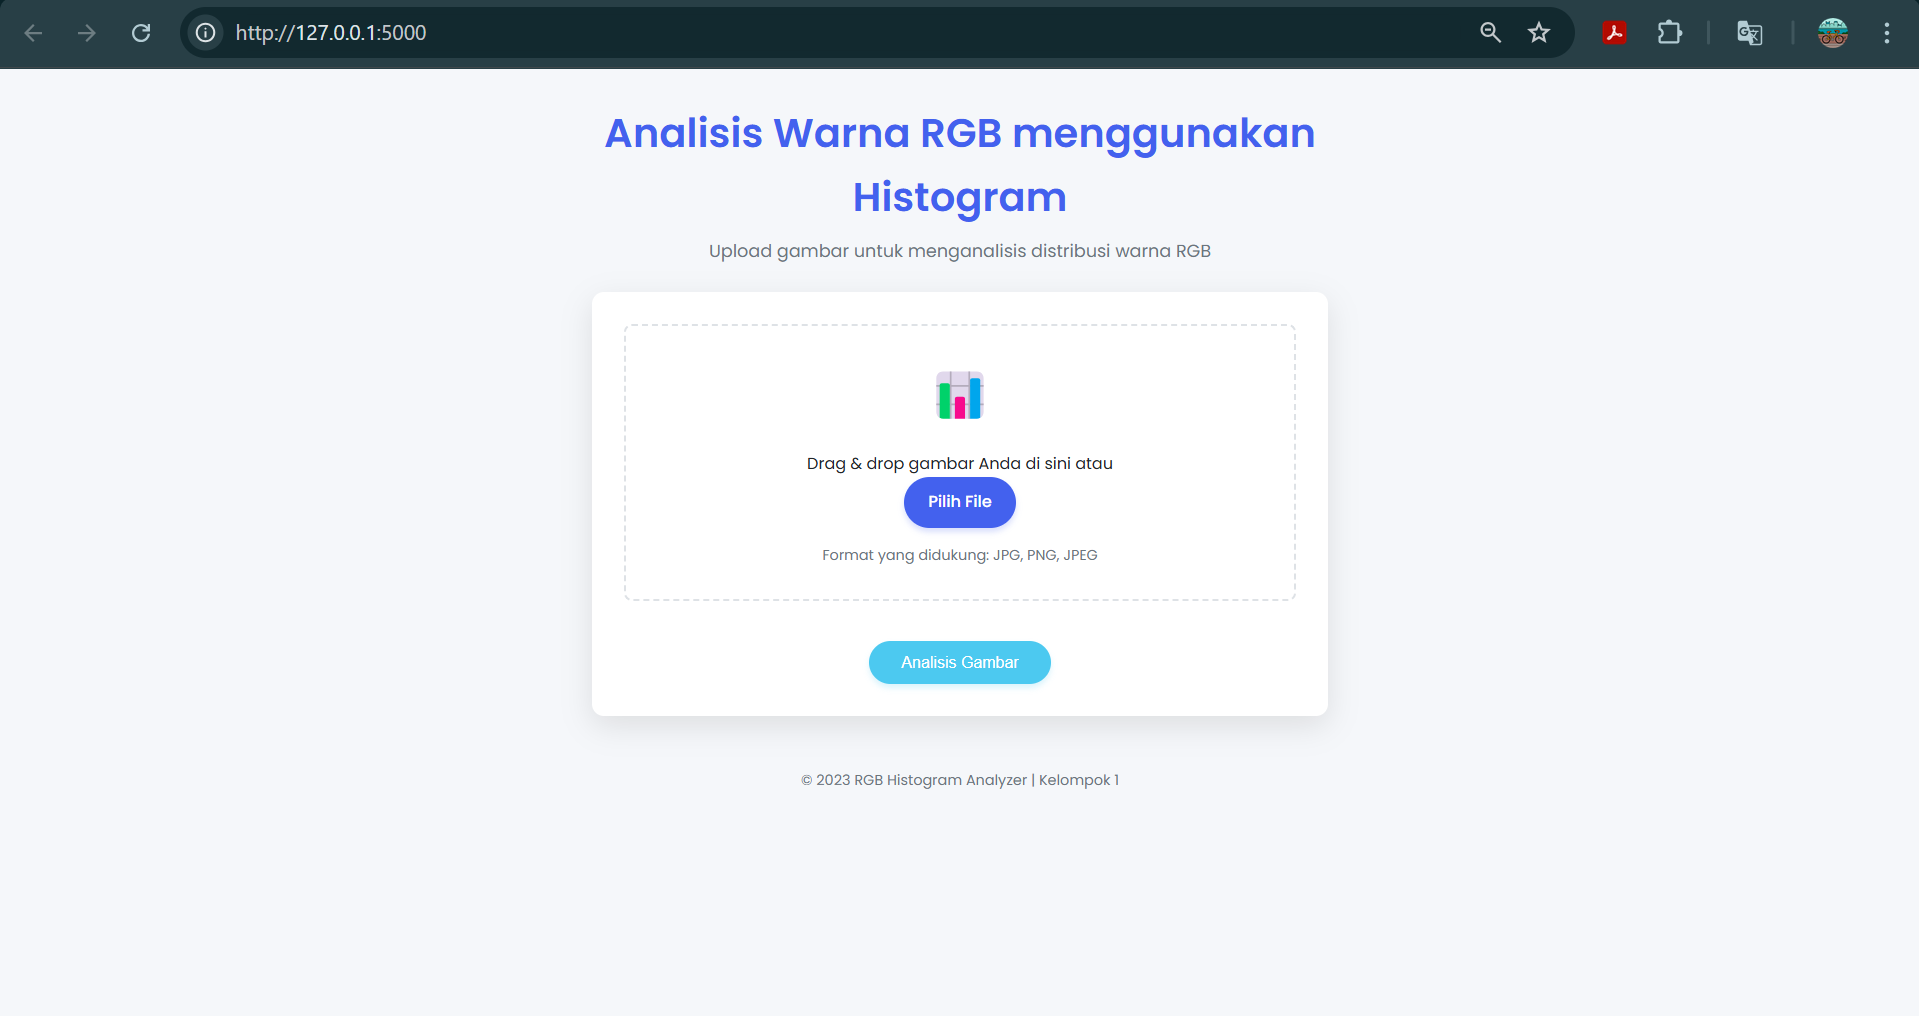 http://127.0.0.1:5000
Analisis Warna RGB menggunakan
Histogram
Upload gambar untuk menganalisis distribusi warna RGB
Drag & drop gambar Anda di sini atau
Pilih File
Format yang didukung: JPG, PNG, JPEG
Analisis Gambar
© 2023 RGB Histogram Analyzer | Kelompok 1